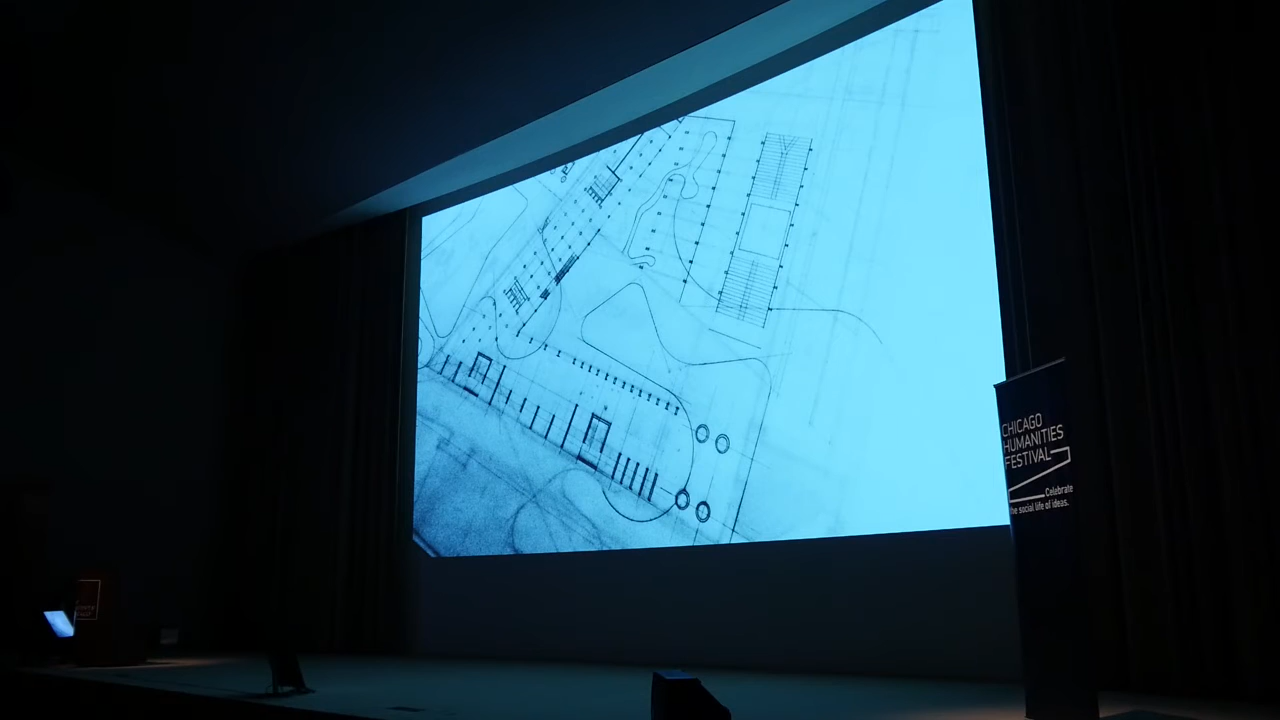 CHICAGO
HUMANITIES
FESTIVAL
Celebrate
the social life of ideas.